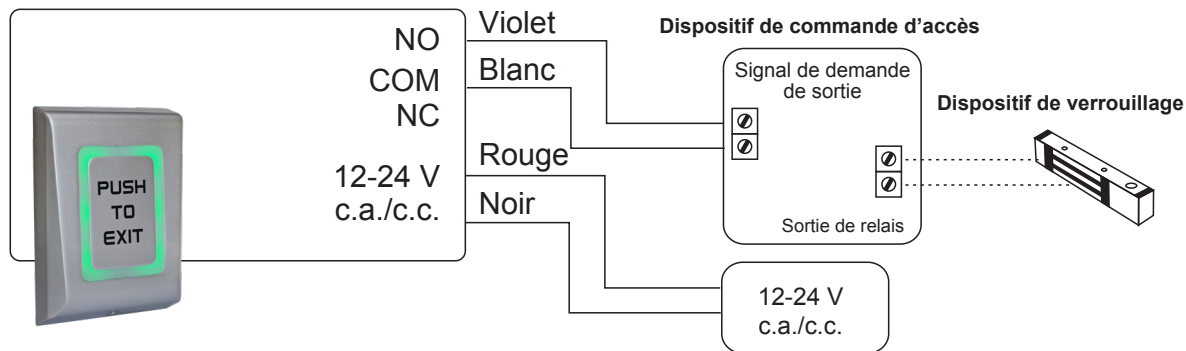 NO
COM
NC
12-24 V
c.a./c.c.
Violet
Blanc
Rouge
Noir
PUSH
TO
EXIT
Dispositif de commande d’accès
Signal de demande
de sortie
Sortie de relais
Dispositif de verrouillage
12-24 V
c.a./c.c.